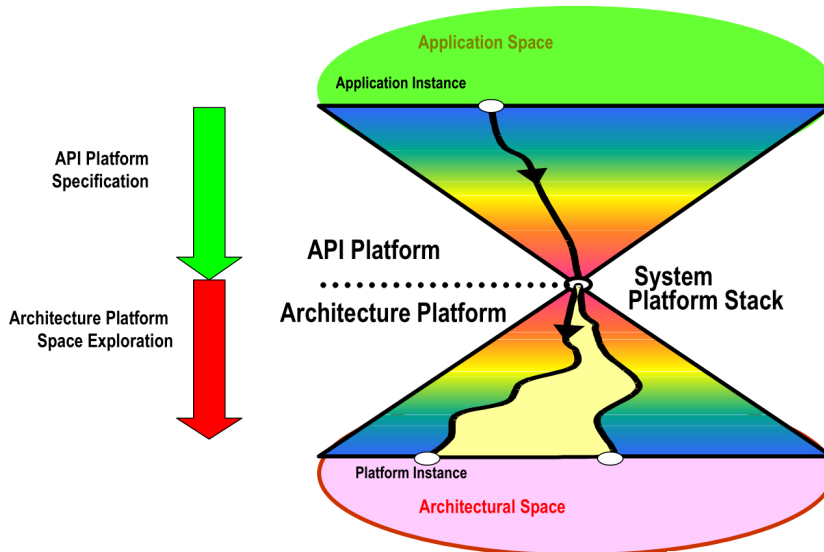 Application Space
Application Instance
API Platform
Specification
API Platform
System
Platform Stack
Architecture Platform
Architecture Platform
Space Exploration
Platform Instance
Architectural Space